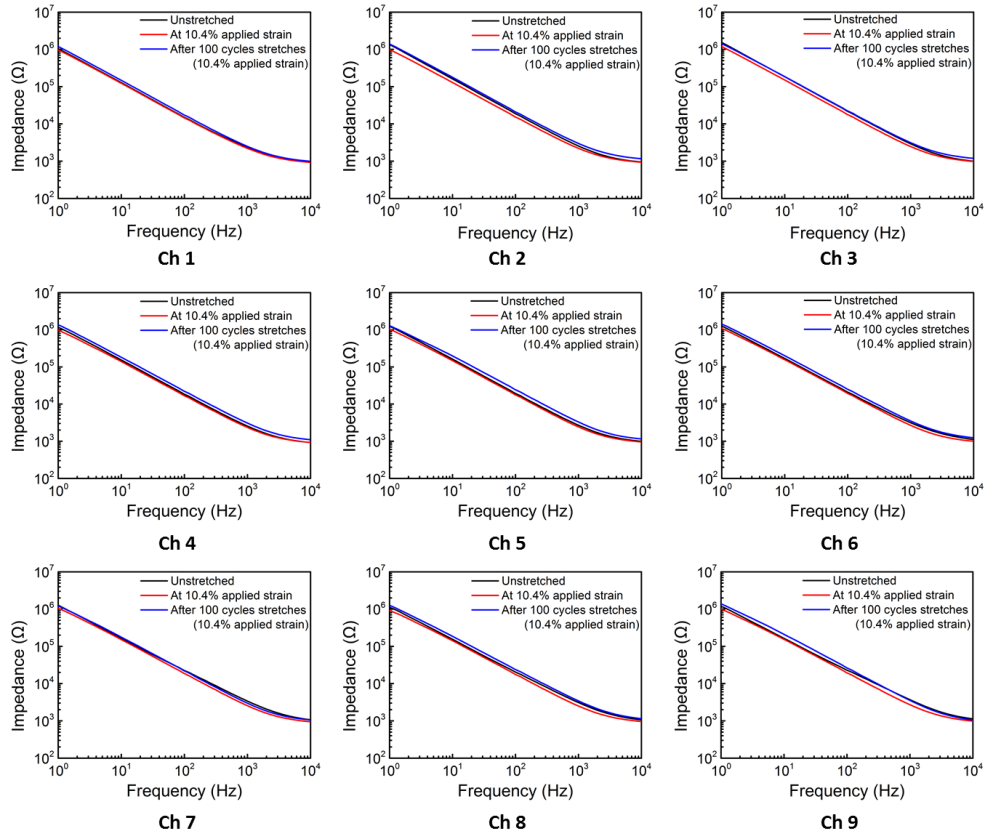 10⁷
10⁶
10⁵
10⁴
10³
10²
Impedance (Ω)
Unstretched
At 10.4% applied strain
After 100 cycles stretches
(10.4% applied strain)
10⁰ 10¹ 10² 10³ 10⁴
Frequency (Hz)
Ch 1
10⁷
10⁶
10⁵
10⁴
10³
10²
Impedance (Ω)
Unstretched
At 10.4% applied strain
After 100 cycles stretches
(10.4% applied strain)
10⁰ 10¹ 10² 10³ 10⁴
Frequency (Hz)
Ch 2
10⁷
10⁶
10⁵
10⁴
10³
10²
Impedance (Ω)
Unstretched
At 10.4% applied strain
After 100 cycles stretches
(10.4% applied strain)
10⁰ 10¹ 10² 10³ 10⁴
Frequency (Hz)
Ch 3
10⁷
10⁶
10⁵
10⁴
10³
10²
Impedance (Ω)
Unstretched
At 10.4% applied strain
After 100 cycles stretches
(10.4% applied strain)
10⁰ 10¹ 10² 10³ 10⁴
Frequency (Hz)
Ch 4
10⁷
10⁶
10⁵
10⁴
10³
10²
Impedance (Ω)
Unstretched
At 10.4% applied strain
After 100 cycles stretches
(10.4% applied strain)
10⁰ 10¹ 10² 10³ 10⁴
Frequency (Hz)
Ch 5
10⁷
10⁶
10⁵
10⁴
10³
10²
Impedance (Ω)
Unstretched
At 10.4% applied strain
After 100 cycles stretches
(10.4% applied strain)
10⁰ 10¹ 10² 10³ 10⁴
Frequency (Hz)
Ch 6
10⁷
10⁶
10⁵
10⁴
10³
10²
Impedance (Ω)
Unstretched
At 10.4% applied strain
After 100 cycles stretches
(10.4% applied strain)
10⁰ 10¹ 10² 10³ 10⁴
Frequency (Hz)
Ch 7
10⁷
10⁶
10⁵
10⁴
10³
10²
Impedance (Ω)
Unstretched
At 10.4% applied strain
After 100 cycles stretches
(10.4% applied strain)
10⁰ 10¹ 10² 10³ 10⁴
Frequency (Hz)
Ch 8
10⁷
10⁶
10⁵
10⁴
10³
10²
Impedance (Ω)
Unstretched
At 10.4% applied strain
After 100 cycles stretches
(10.4% applied strain)
10⁰ 10¹ 10² 10³ 10⁴
Frequency (Hz)
Ch 9